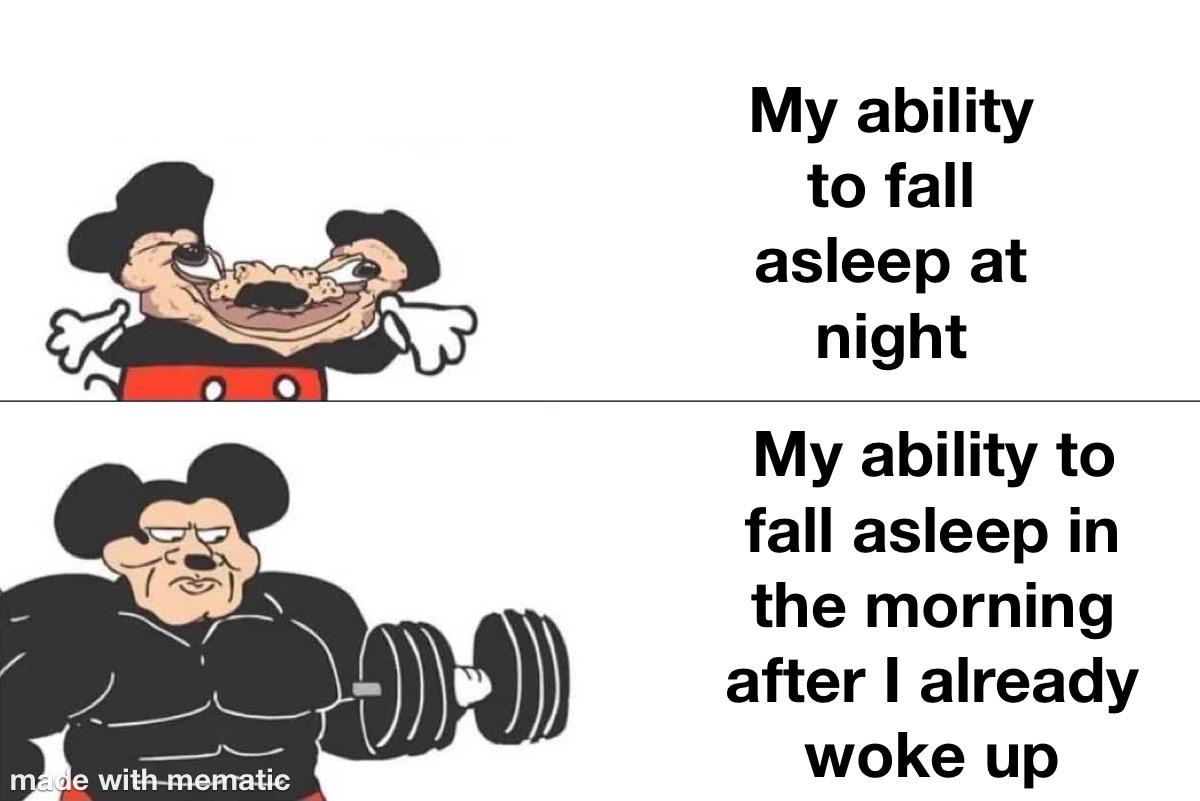 My ability
to fall
asleep at
night
My ability to
fall asleep in
the morning
after I already
woke up
made with mematic